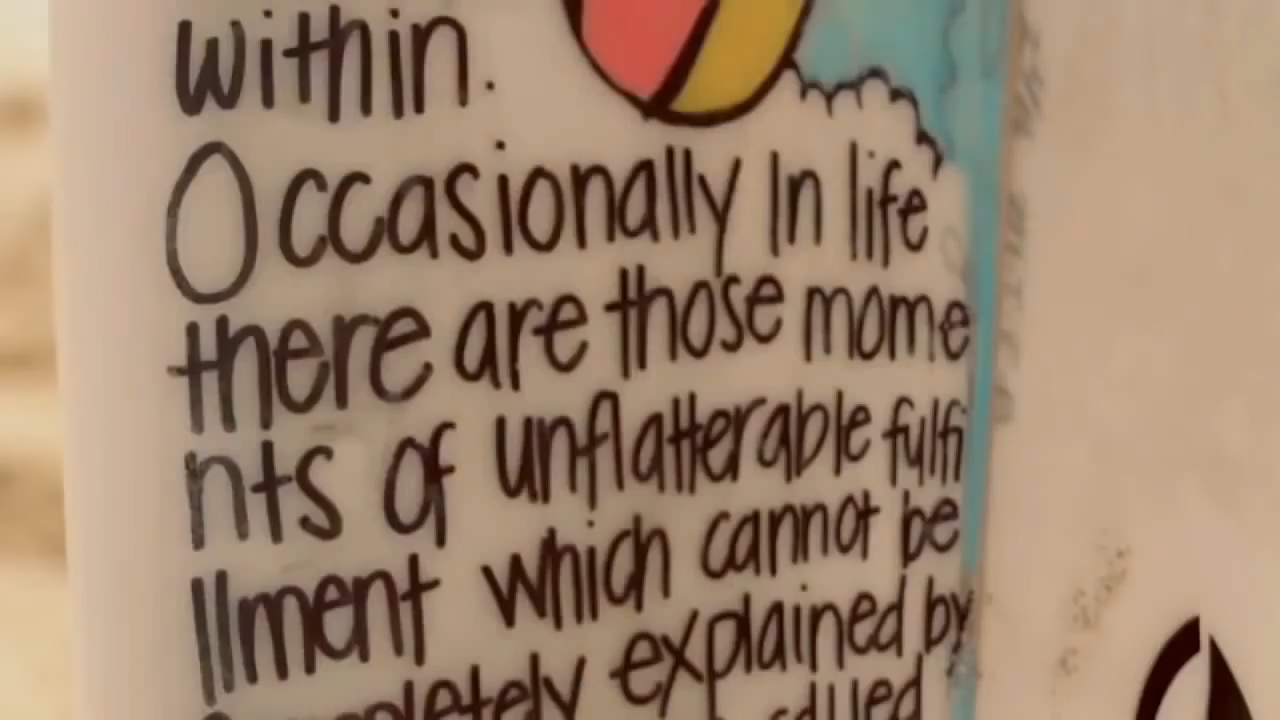 within.
Occasionally In life
there are those mome
nts of unflatterable fulfi
llment which cannot be
explained by